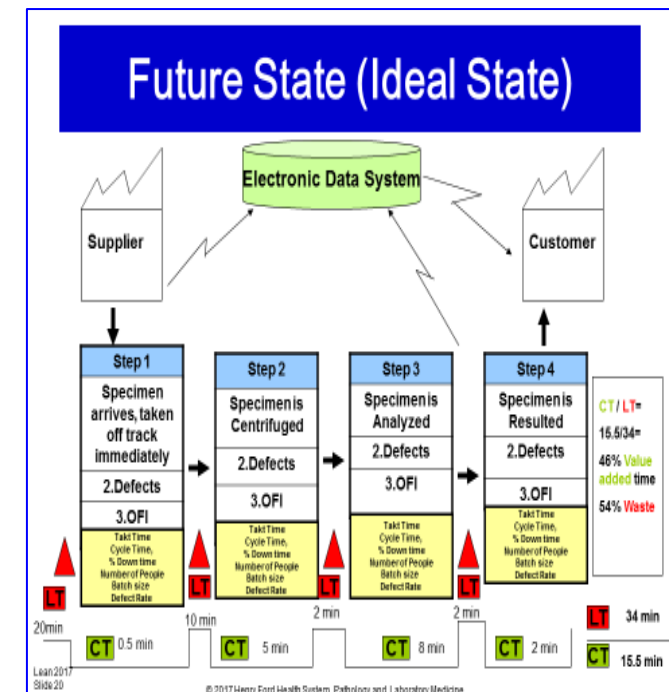 Future State (Ideal State)
Electronic Data System
Supplier
Customer
Step 1
Specimen
arrives, taken
off track
immediately
2.Defects
3.OFI
Takt Time
Cycle Time,
% Down time
Number of People
Batch size
Defect Rate
Step 2
Specimen is
Centrifuged
2.Defects
3.OFI
Takt Time
Cycle Time,
% Down time
Number of People
Batch size
Defect Rate
Step 3
Specimen is
Analyzed
2.Defects
3.OFI
Takt Time
Cycle Time,
% Down time
Number of People
Batch size
Defect Rate
Step 4
Specimen is
Resulted
2.Defects
3.OFI
Takt Time
Cycle Time,
% Down time
Number of People
Batch size
Defect Rate
CT / LT=
15.5/34=
46% Value
added time
54% Waste
LT
LT
LT
LT
20min
10 min
2 min
2 min
CT 0.5 min
CT 5 min
CT 8 min
CT 2 min
LT 34 min
CT 15.5 min
Lean 2017
Slide 20
© 2017 Henry Ford Health System, Pathology and Laboratory Medicine